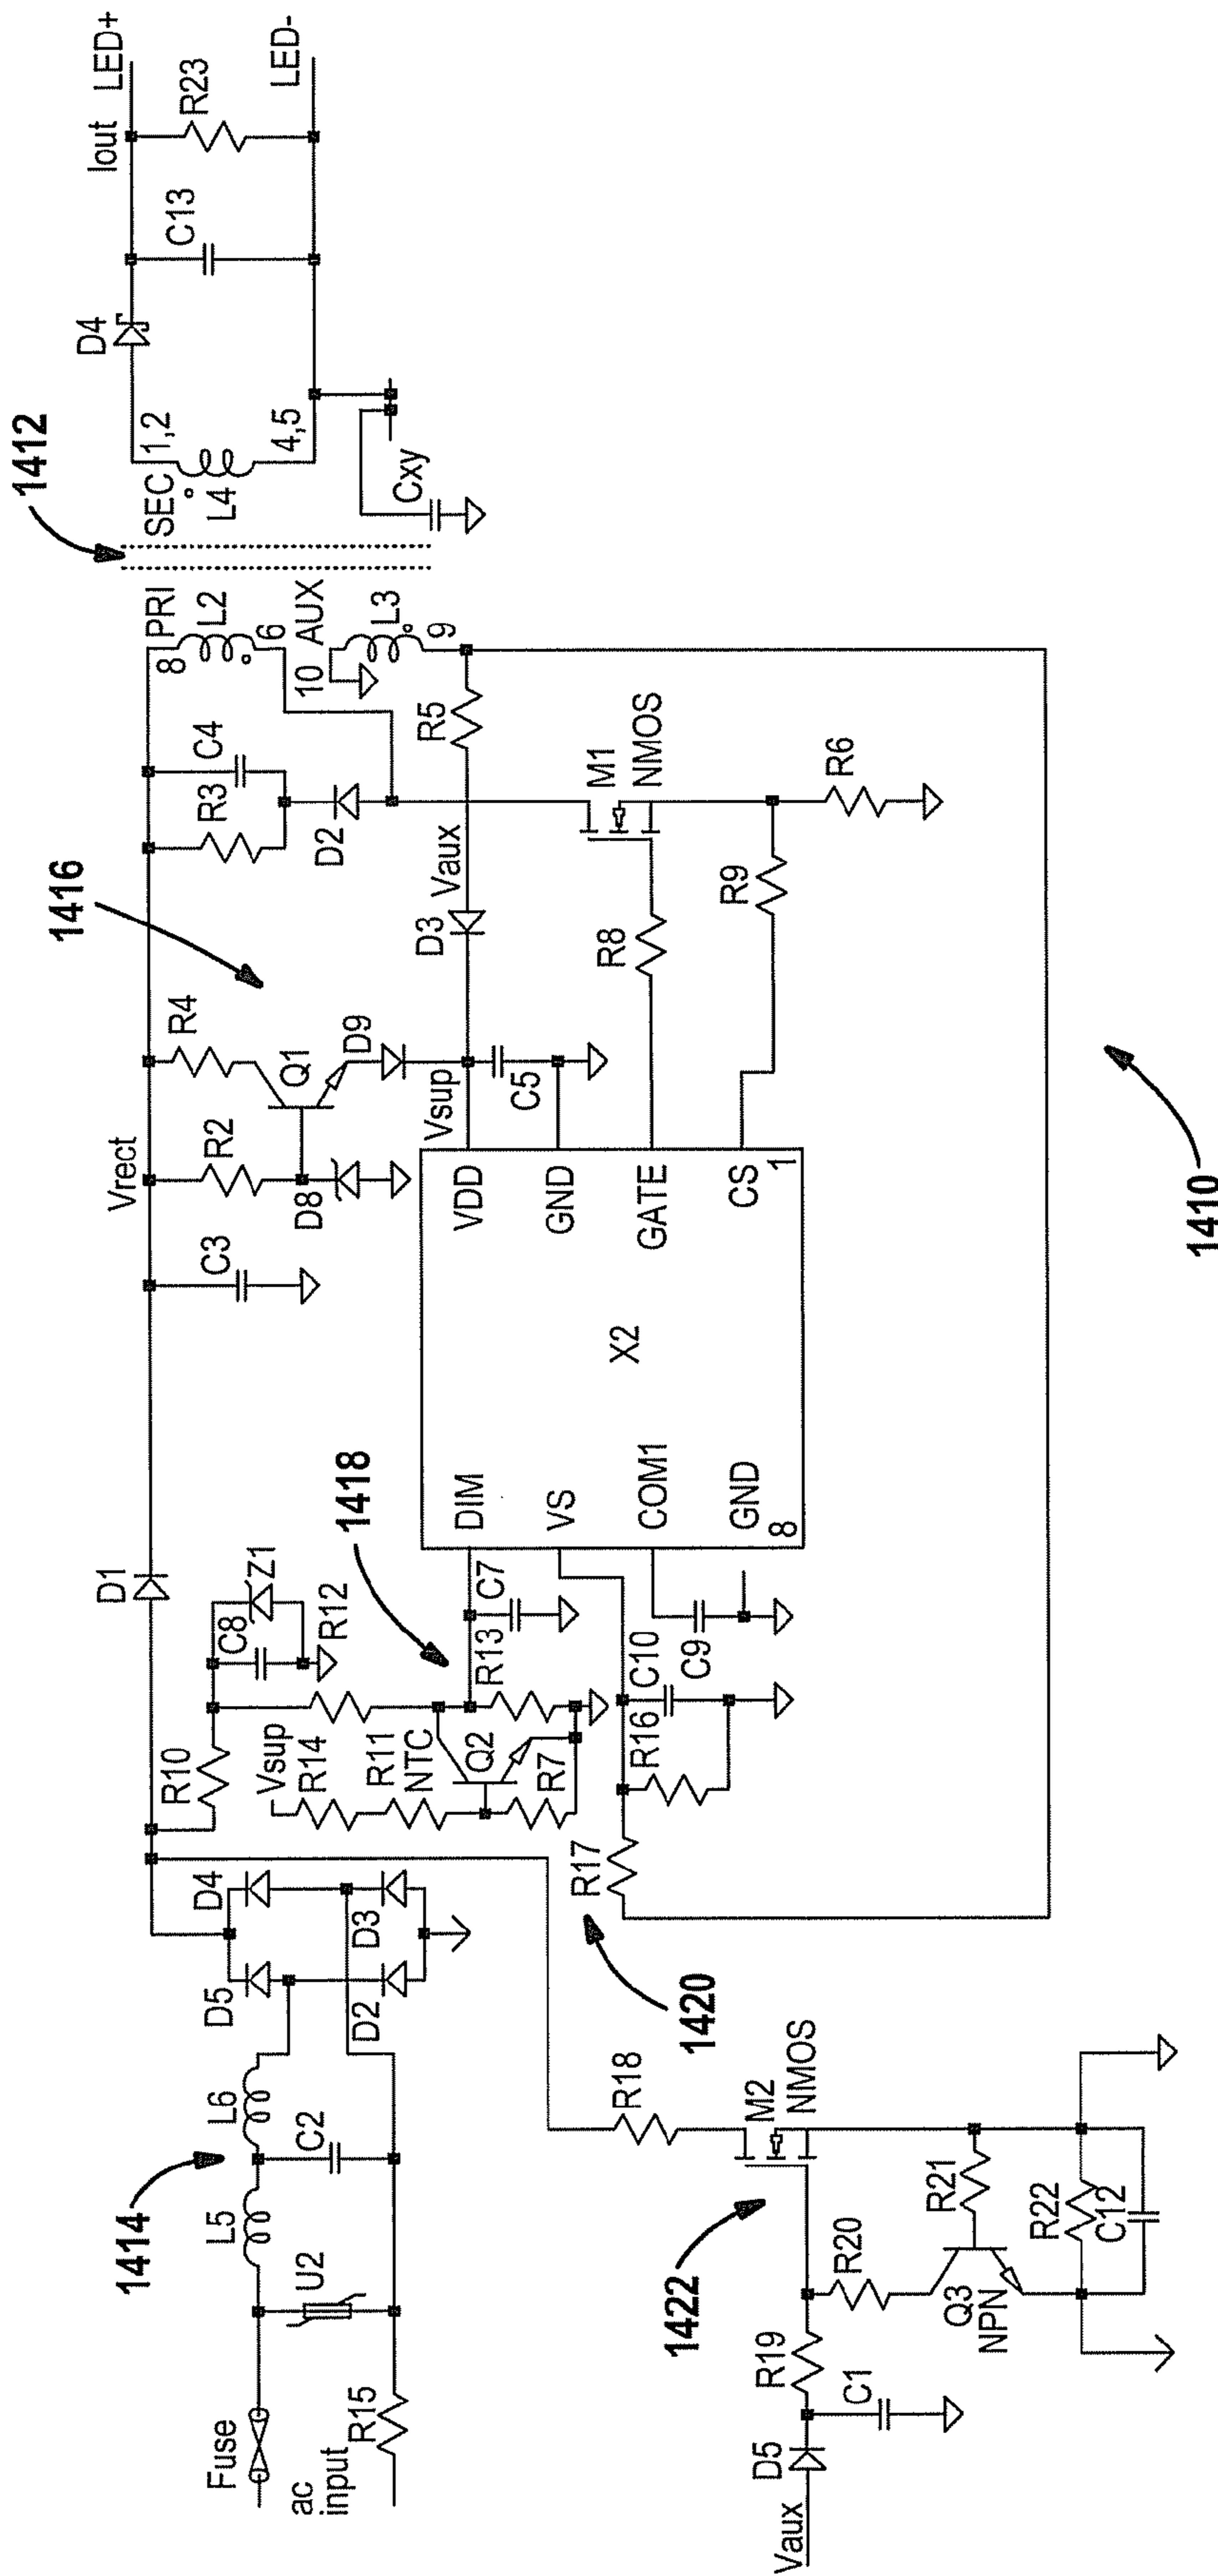 1414
Fuse
ac
input
R15
U2
L5
L6
C2
D5
D4
D2
D3
R10
C8
Z1
R12
D1
Vsup
R14
R11
NTC
Q2
R13
R7
C7
1418
R17
R16
C10
C9
1420
DIM
VS
COM1
GND
8
X2
VDD
GND
GATE
CS
1
Vrect
C3
R2
D8
R4
Q1
D9
Vsup
C5
1416
R3
C4
D2
D3
Vaux
R5
R8
R9
M1
NMOS
R6
PRI
8
L2
6
AUX
10
L3
9
1412
SEC
1,2
L4
4,5
Cxy
D4
C13
Iout
R23
LED+
LED-
1410
R18
M2
NMOS
1422
Vaux
D5
C1
R19
R20
Q3
NPN
R21
R22
C12